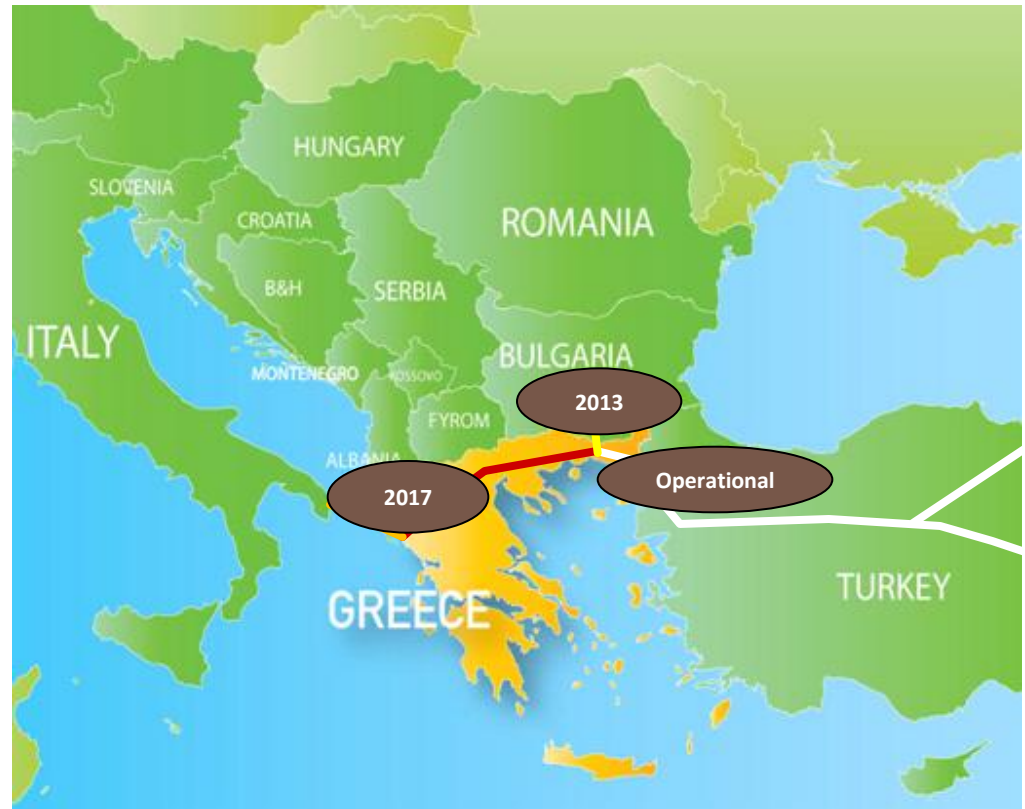 HUNGARY
SLOVENIA
CROATIA
ROMANIA
B&H
SERBIA
ITALY
BULGARIA
MONTENEGRO
KOSSOVO
2013
FYROM
ALBANIA
Operational
2017
TURKEY
GREECE